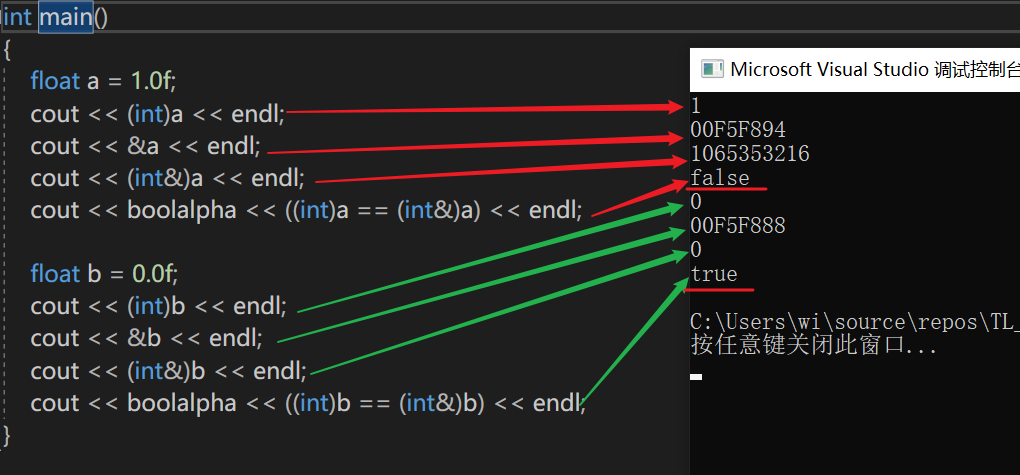 int main()
{
float a = 1.0f;
cout << (int)a << endl;
cout << &a << endl;
cout << (int&)a << endl;
cout << boolalpha << ((int)a == (int&)a) << endl;
float b = 0.0f;
cout << (int)b << endl;
cout << &b << endl;
cout << (int&)b << endl;
cout << boolalpha << ((int)b == (int&)b) << endl;
}
Microsoft Visual Studio 调试控制台
1
00F5F894
1065353216
false
0
00F5F888
0
true
C:\Users\wi\source\repos\TL_
按任意键关闭此窗口...